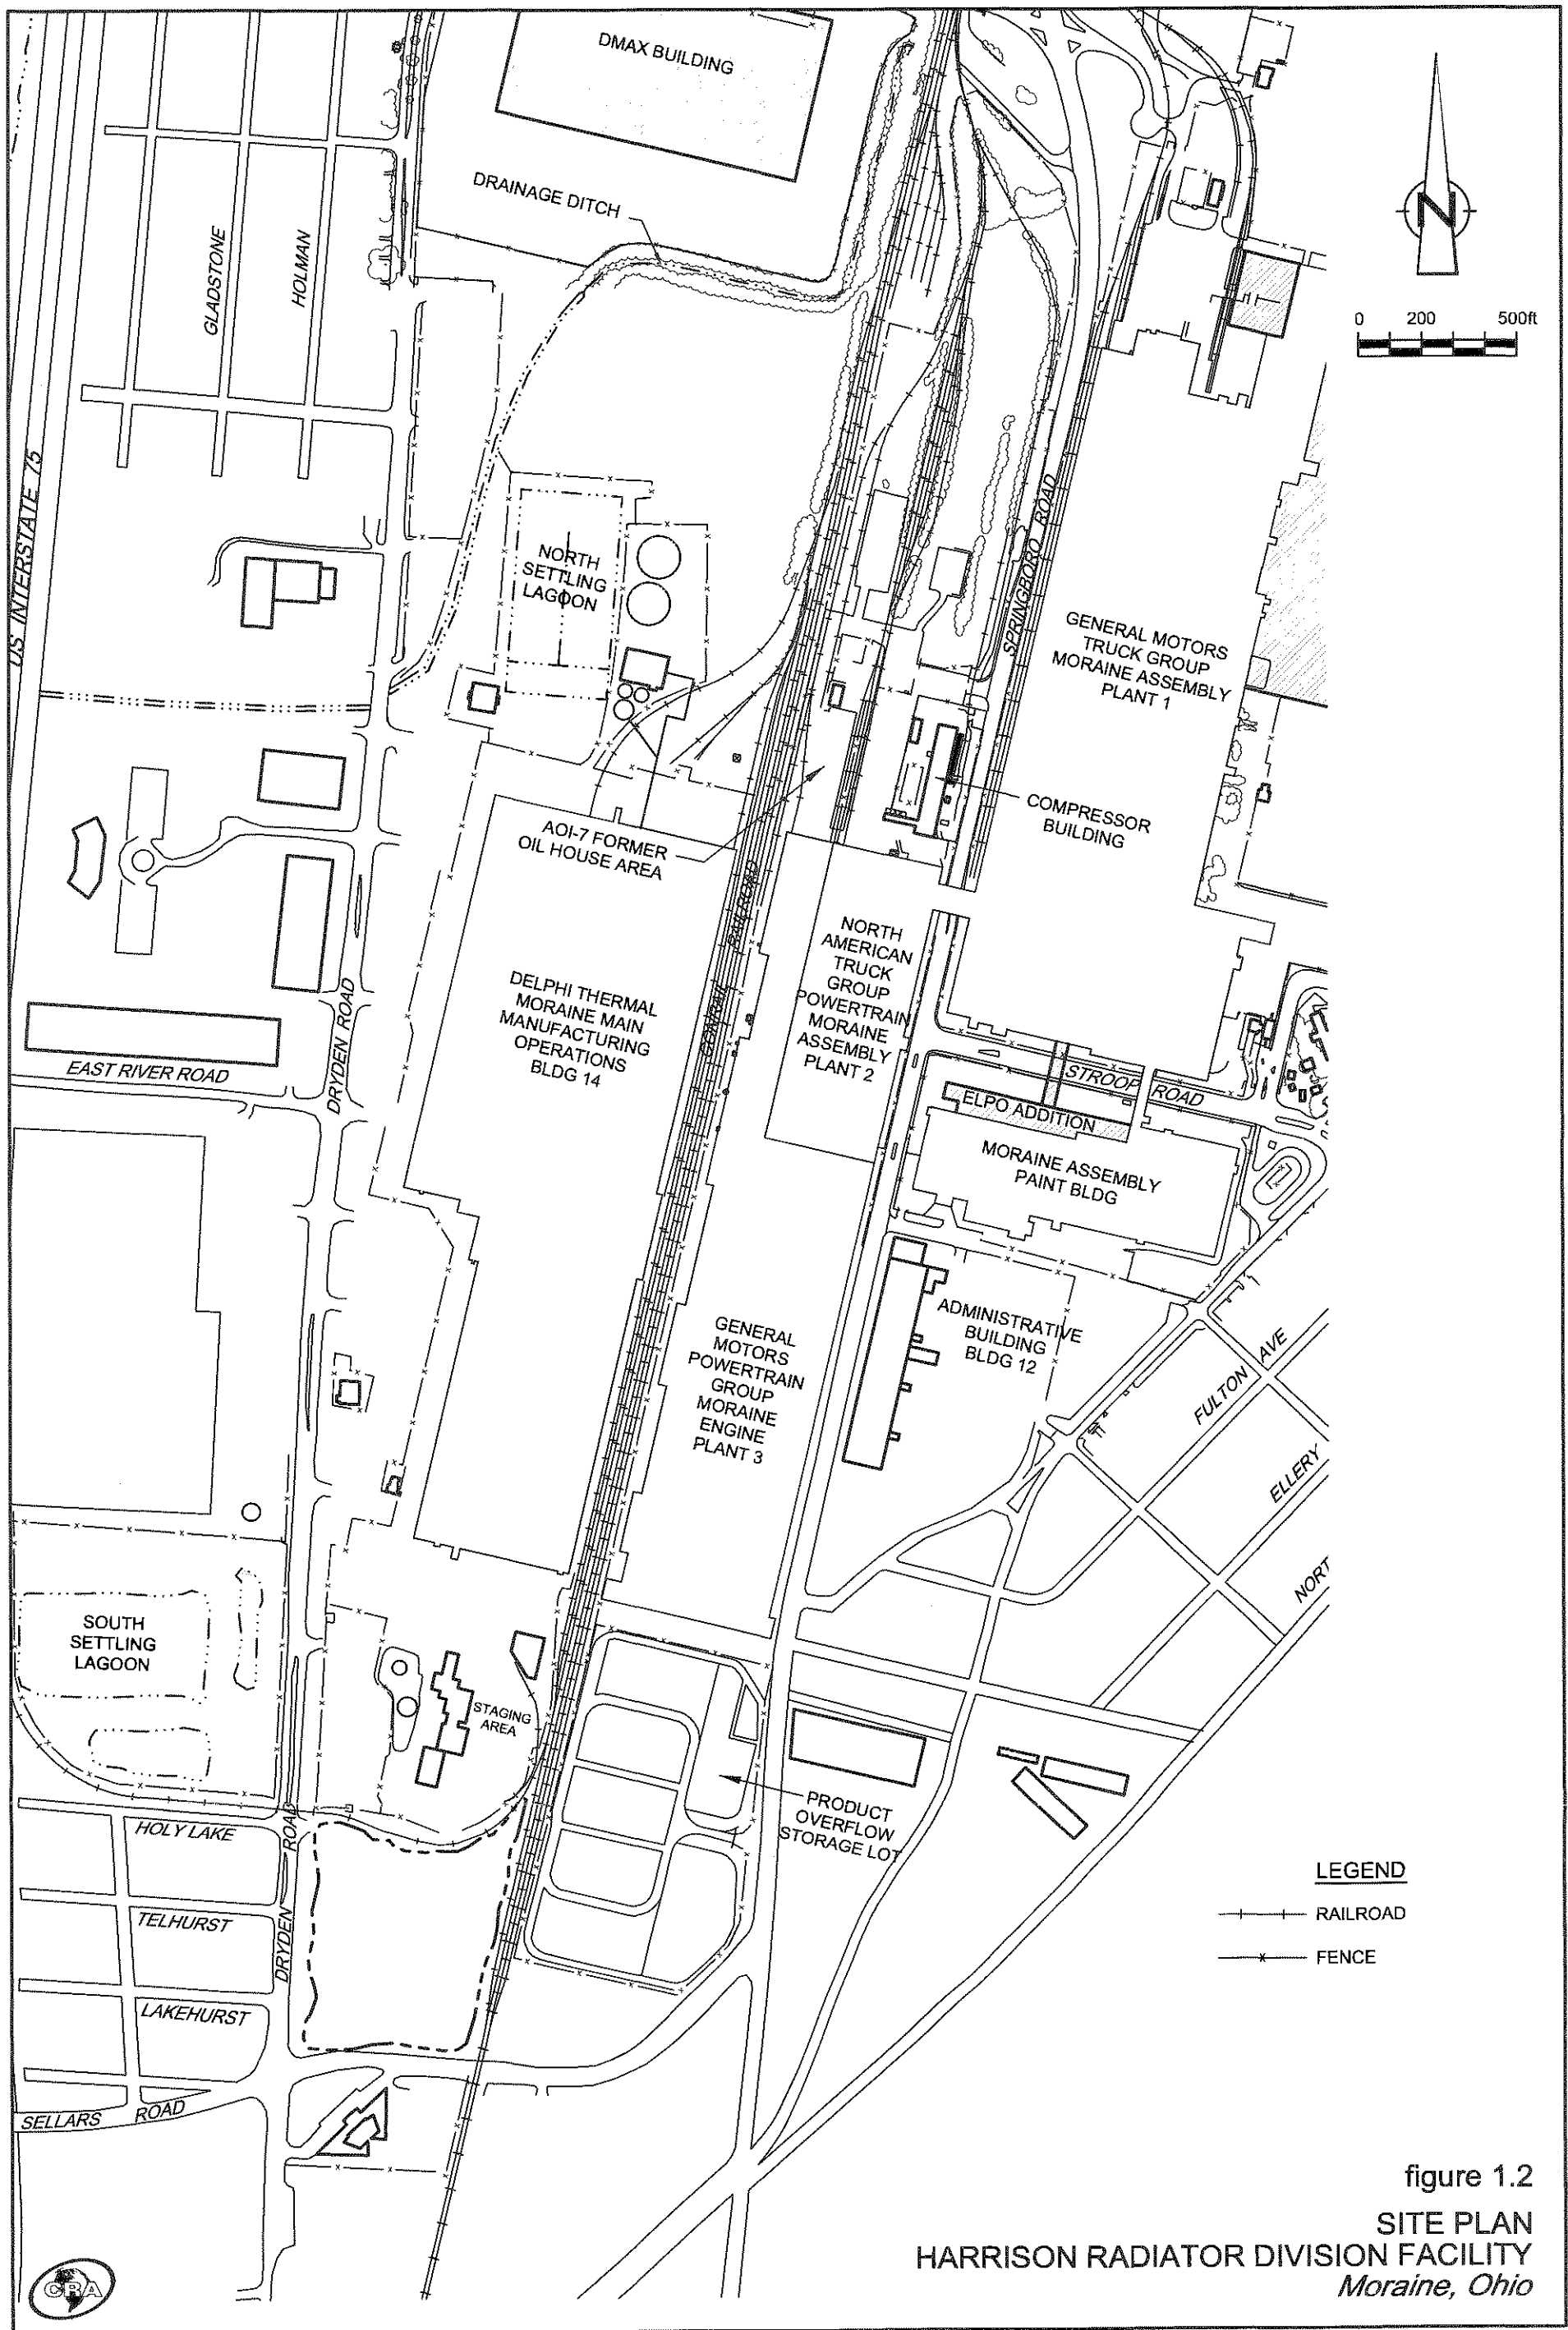 DMAX BUILDING
DRAINAGE DITCH
GLADSTONE
HOLMAN
N
0 200 500ft
US INTERSTATE 75
NORTH
SETTLING
LAGOON
SPRINGBORO ROAD
GENERAL MOTORS
TRUCK GROUP
MORAINE ASSEMBLY
PLANT 1
COMPRESSOR
BUILDING
AOI-7 FORMER
OIL HOUSE AREA
CONRAIL RAILROAD
NORTH
AMERICAN
TRUCK
GROUP
POWERTRAIN
MORAINE
ASSEMBLY
PLANT 2
DELPHI THERMAL
MORAINE MAIN
MANUFACTURING
OPERATIONS
BLDG 14
DRYDEN ROAD
EAST RIVER ROAD
STROOP ROAD
ELPO ADDITION
MORAINE ASSEMBLY
PAINT BLDG
ADMINISTRATIVE
BUILDING
BLDG 12
GENERAL
MOTORS
POWERTRAIN
GROUP
MORAINE
ENGINE
PLANT 3
FULTON AVE
ELLERY
NORT
SOUTH
SETTLING
LAGOON
STAGING
AREA
PRODUCT
OVERFLOW
STORAGE LOT
HOLY LAKE
DRYDEN ROAD
TELHURST
LAKEHURST
SELLARS ROAD
LEGEND
RAILROAD
FENCE
figure 1.2
SITE PLAN
HARRISON RADIATOR DIVISION FACILITY
Moraine, Ohio
CRA